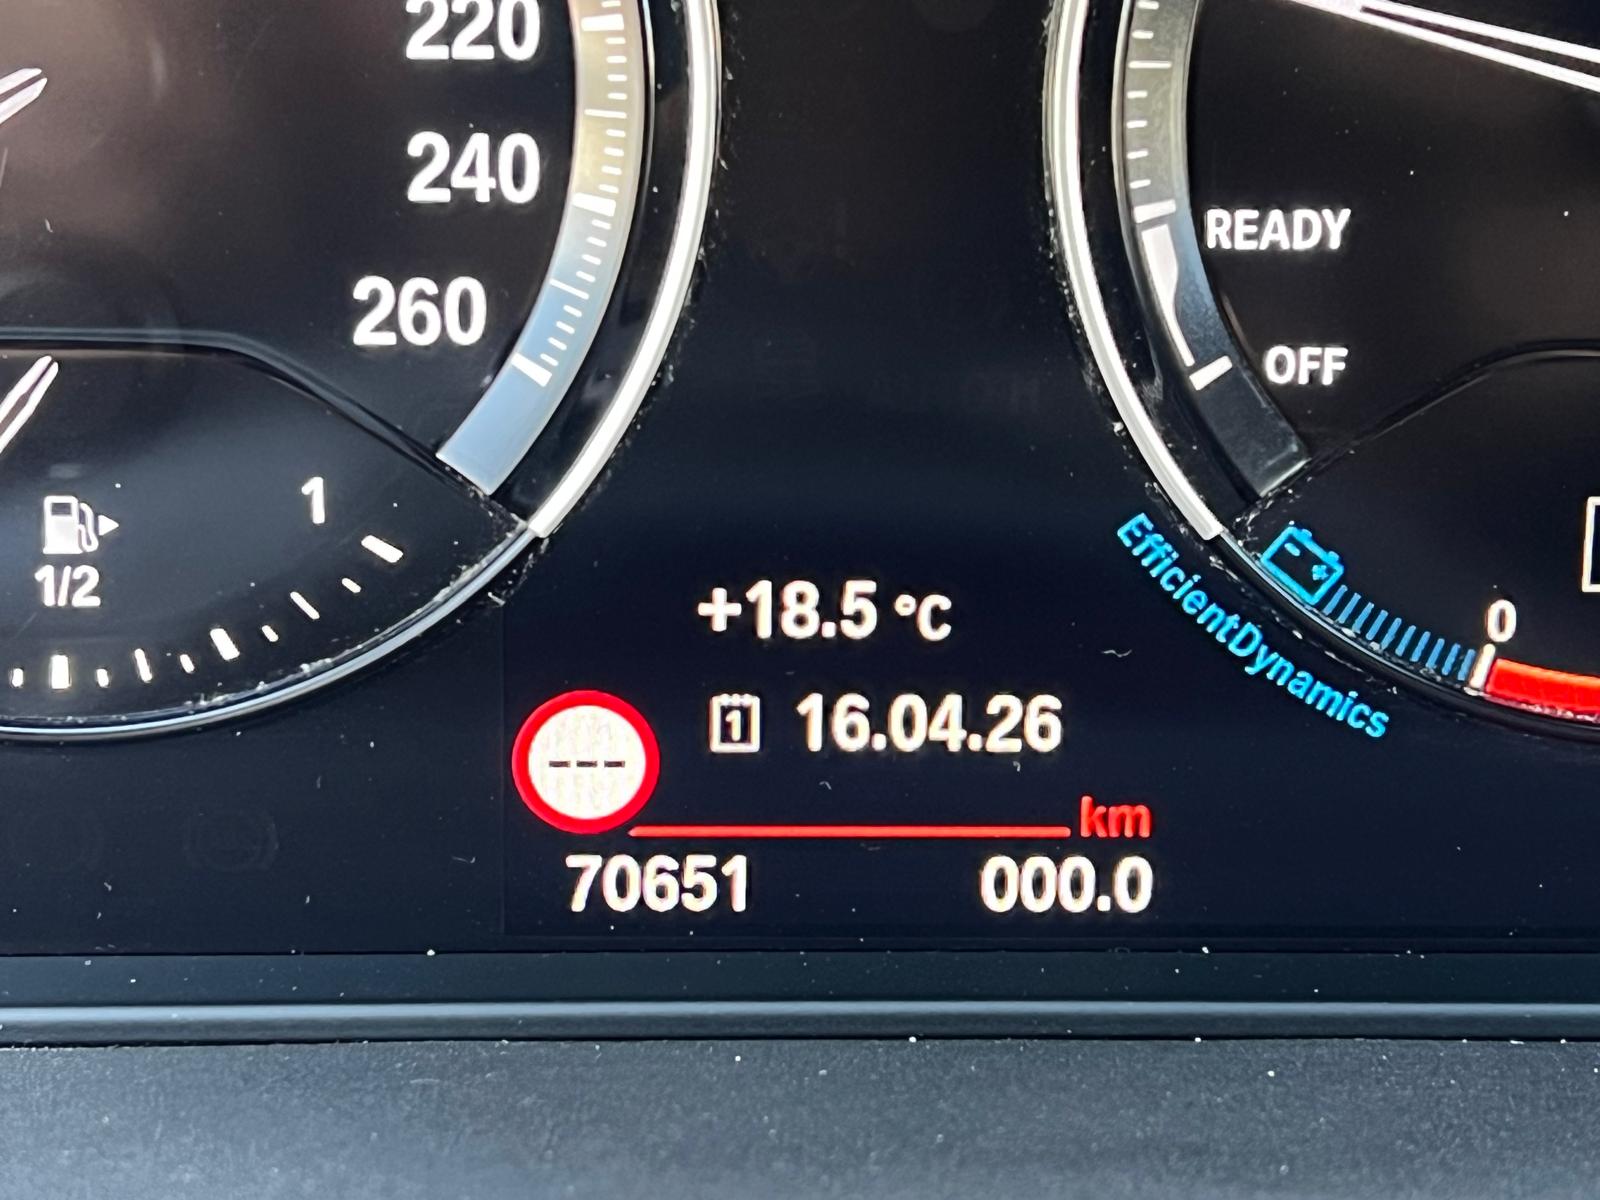 220
240
260
READY
OFF
1
1/2
+18.5 °C
EfficientDynamics
0
1 16.04.26
---
km
70651 000.0